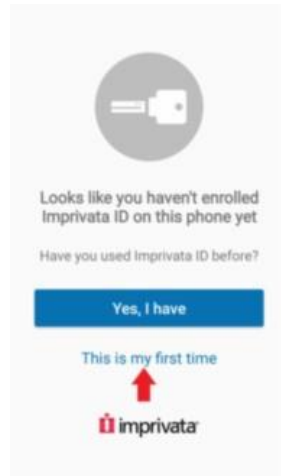 Looks like you haven't enrolled
Imprivata ID on this phone yet
Have you used Imprivata ID before?
Yes, I have
This is my first time
imprivata